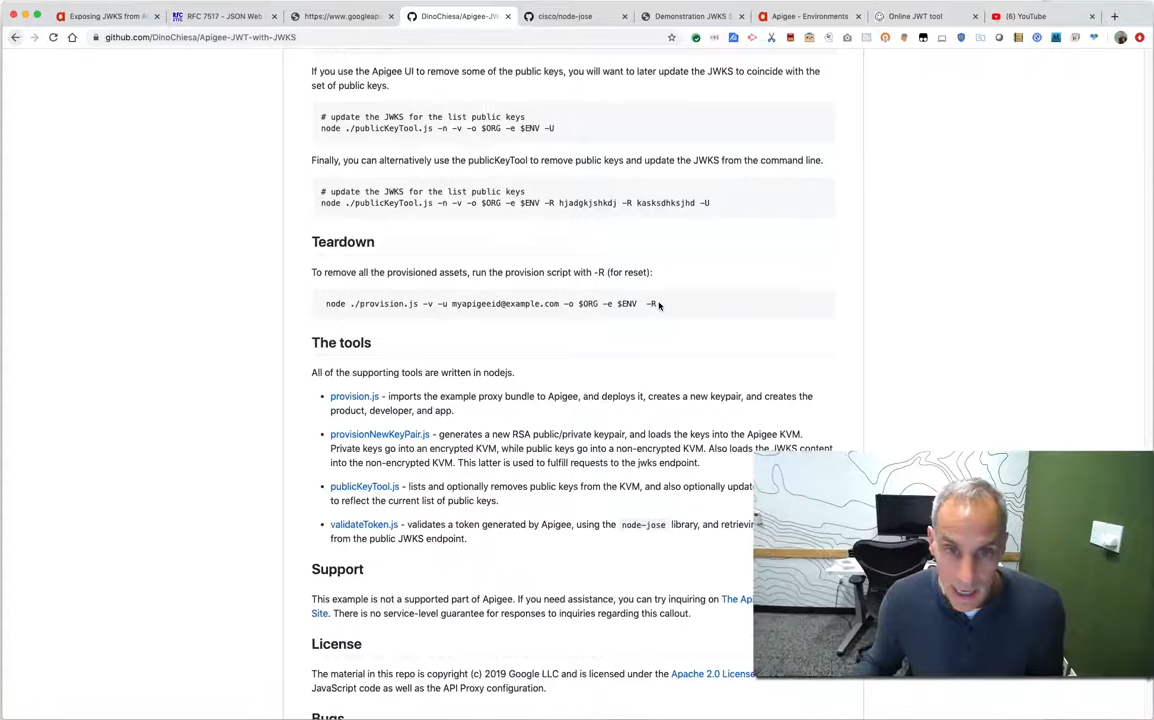 Exposing JWKS from A
RFC 7517 - JSON Web
https://www.googleap
DinoChiesa/Apigee-JW
cisco/node-jose
Demonstration JWKS
Apigee - Environments
Online JWT tool
(6) YouTube
github.com/DinoChiesa/Apigee-JWT-with-JWKS
If you use the Apigee UI to remove some of the public keys, you will want to later update the JWKS to coincide with the
set of public keys.
# update the JWKS for the list public keys
node ./publicKeyTool.js -n -v -o $ORG -e $ENV -U
Finally, you can alternatively use the publicKeyTool to remove public keys and update the JWKS from the command line.
# update the JWKS for the list public keys
node ./publicKeyTool.js -n -v -o $ORG -e $ENV -R hjadgkjshkdj -R kasksdhksjhd -U
Teardown
To remove all the provisioned assets, run the provision script with -R (for reset):
node ./provision.js -v -u myapigeeid@example.com -o $ORG -e $ENV -R
The tools
All of the supporting tools are written in nodejs.
• provision.js - imports the example proxy bundle to Apigee, and deploys it, creates a new keypair, and creates the
product, developer, and app.
• provisionNewKeyPair.js - generates a new RSA public/private keypair, and loads the keys into the Apigee KVM.
Private keys go into an encrypted KVM, while public keys go into a non-encrypted KVM. Also loads the JWKS content
into the non-encrypted KVM. This latter is used to fulfill requests to the jwks endpoint.
• publicKeyTool.js - lists and optionally removes public keys from the KVM, and also optionally update
to reflect the current list of public keys.
• validateToken.js - validates a token generated by Apigee, using the node-jose library, and retrievin
from the public JWKS endpoint.
Support
This example is not a supported part of Apigee. If you need assistance, you can try inquiring on The Ap
Site. There is no service-level guarantee for responses to inquiries regarding this callout.
License
The material in this repo is copyright (c) 2019 Google LLC and is licensed under the Apache 2.0 License
JavaScript code as well as the API Proxy configuration.
Bugs